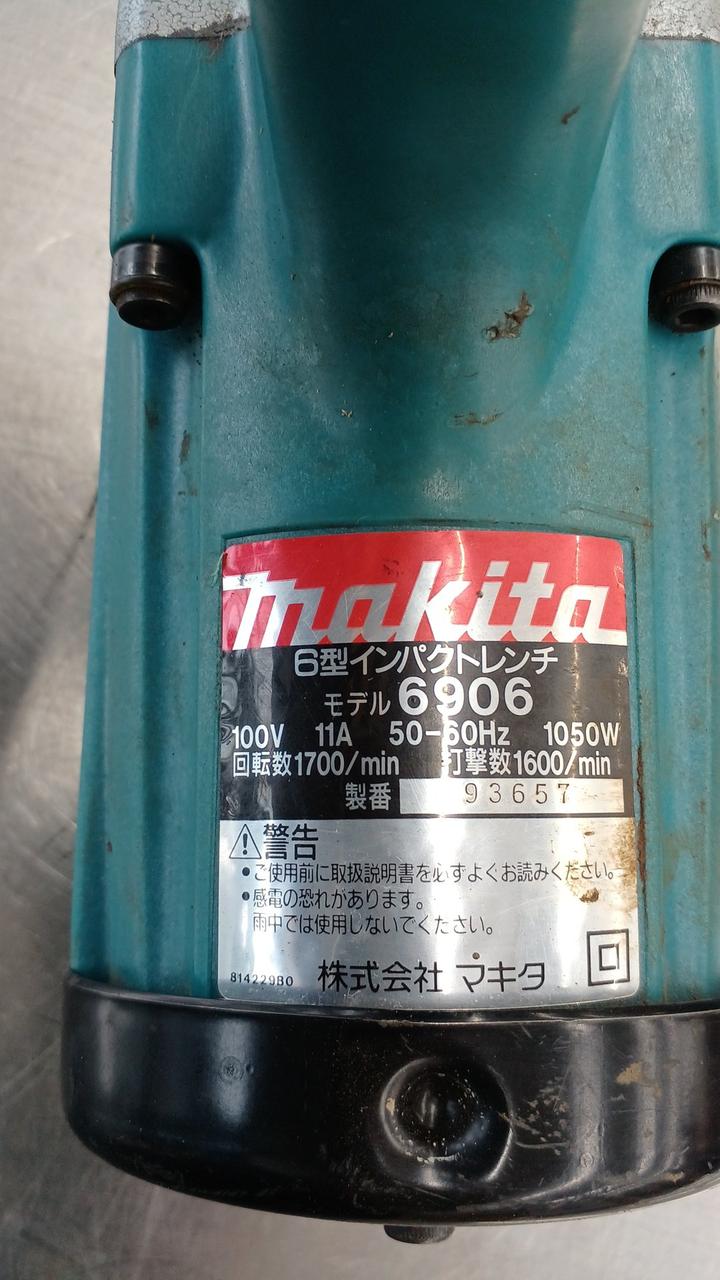 makita
6型インパクトレンチ
モデル 6906
100V 11A 50-60Hz 1050W
回転数1700/min 打撃数1600/min
製番 93657
警告
•ご使用前に取扱説明書を必ずよくお読みください。
•感電の恐れがあります。
雨中では使用しないでください。
814229B0 株式会社 マキタ